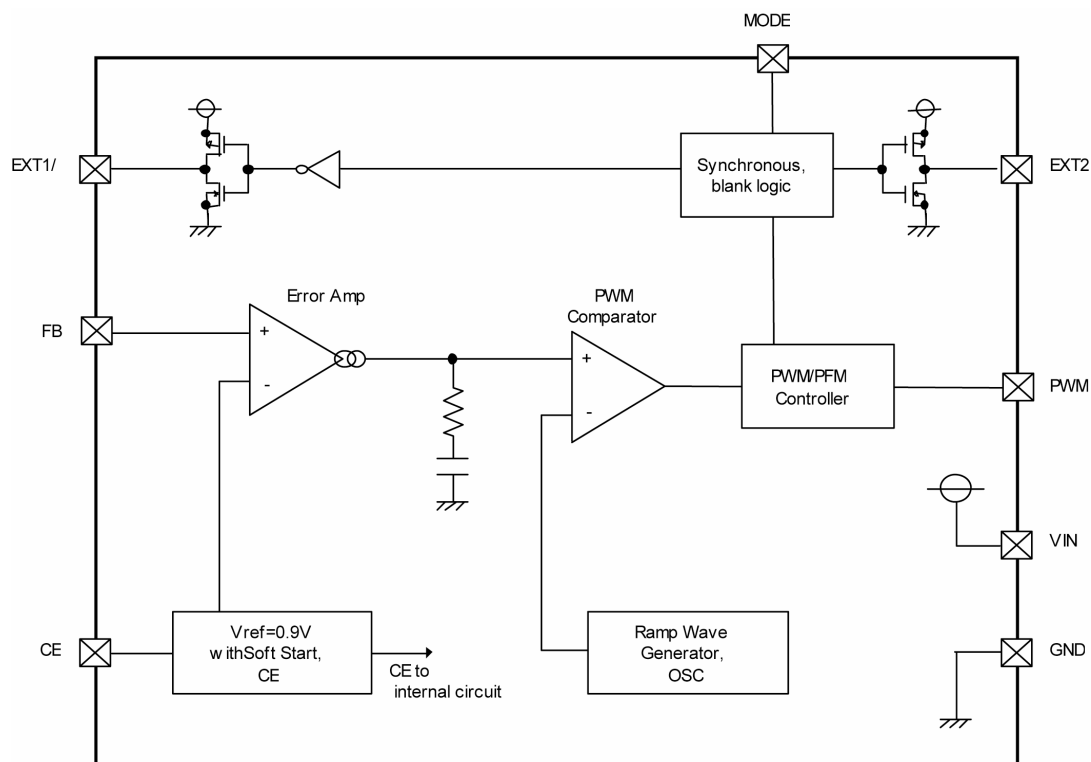 MODE
EXT1/
Synchronous,
blank logic
EXT2
Error Amp
PWM
Comparator
FB
+
-
+
-
PWM/PFM
Controller
PWM
VIN
CE
Vref=0.9V
withSoft Start,
CE
CE to
internal circuit
Ramp Wave
Generator,
OSC
GND